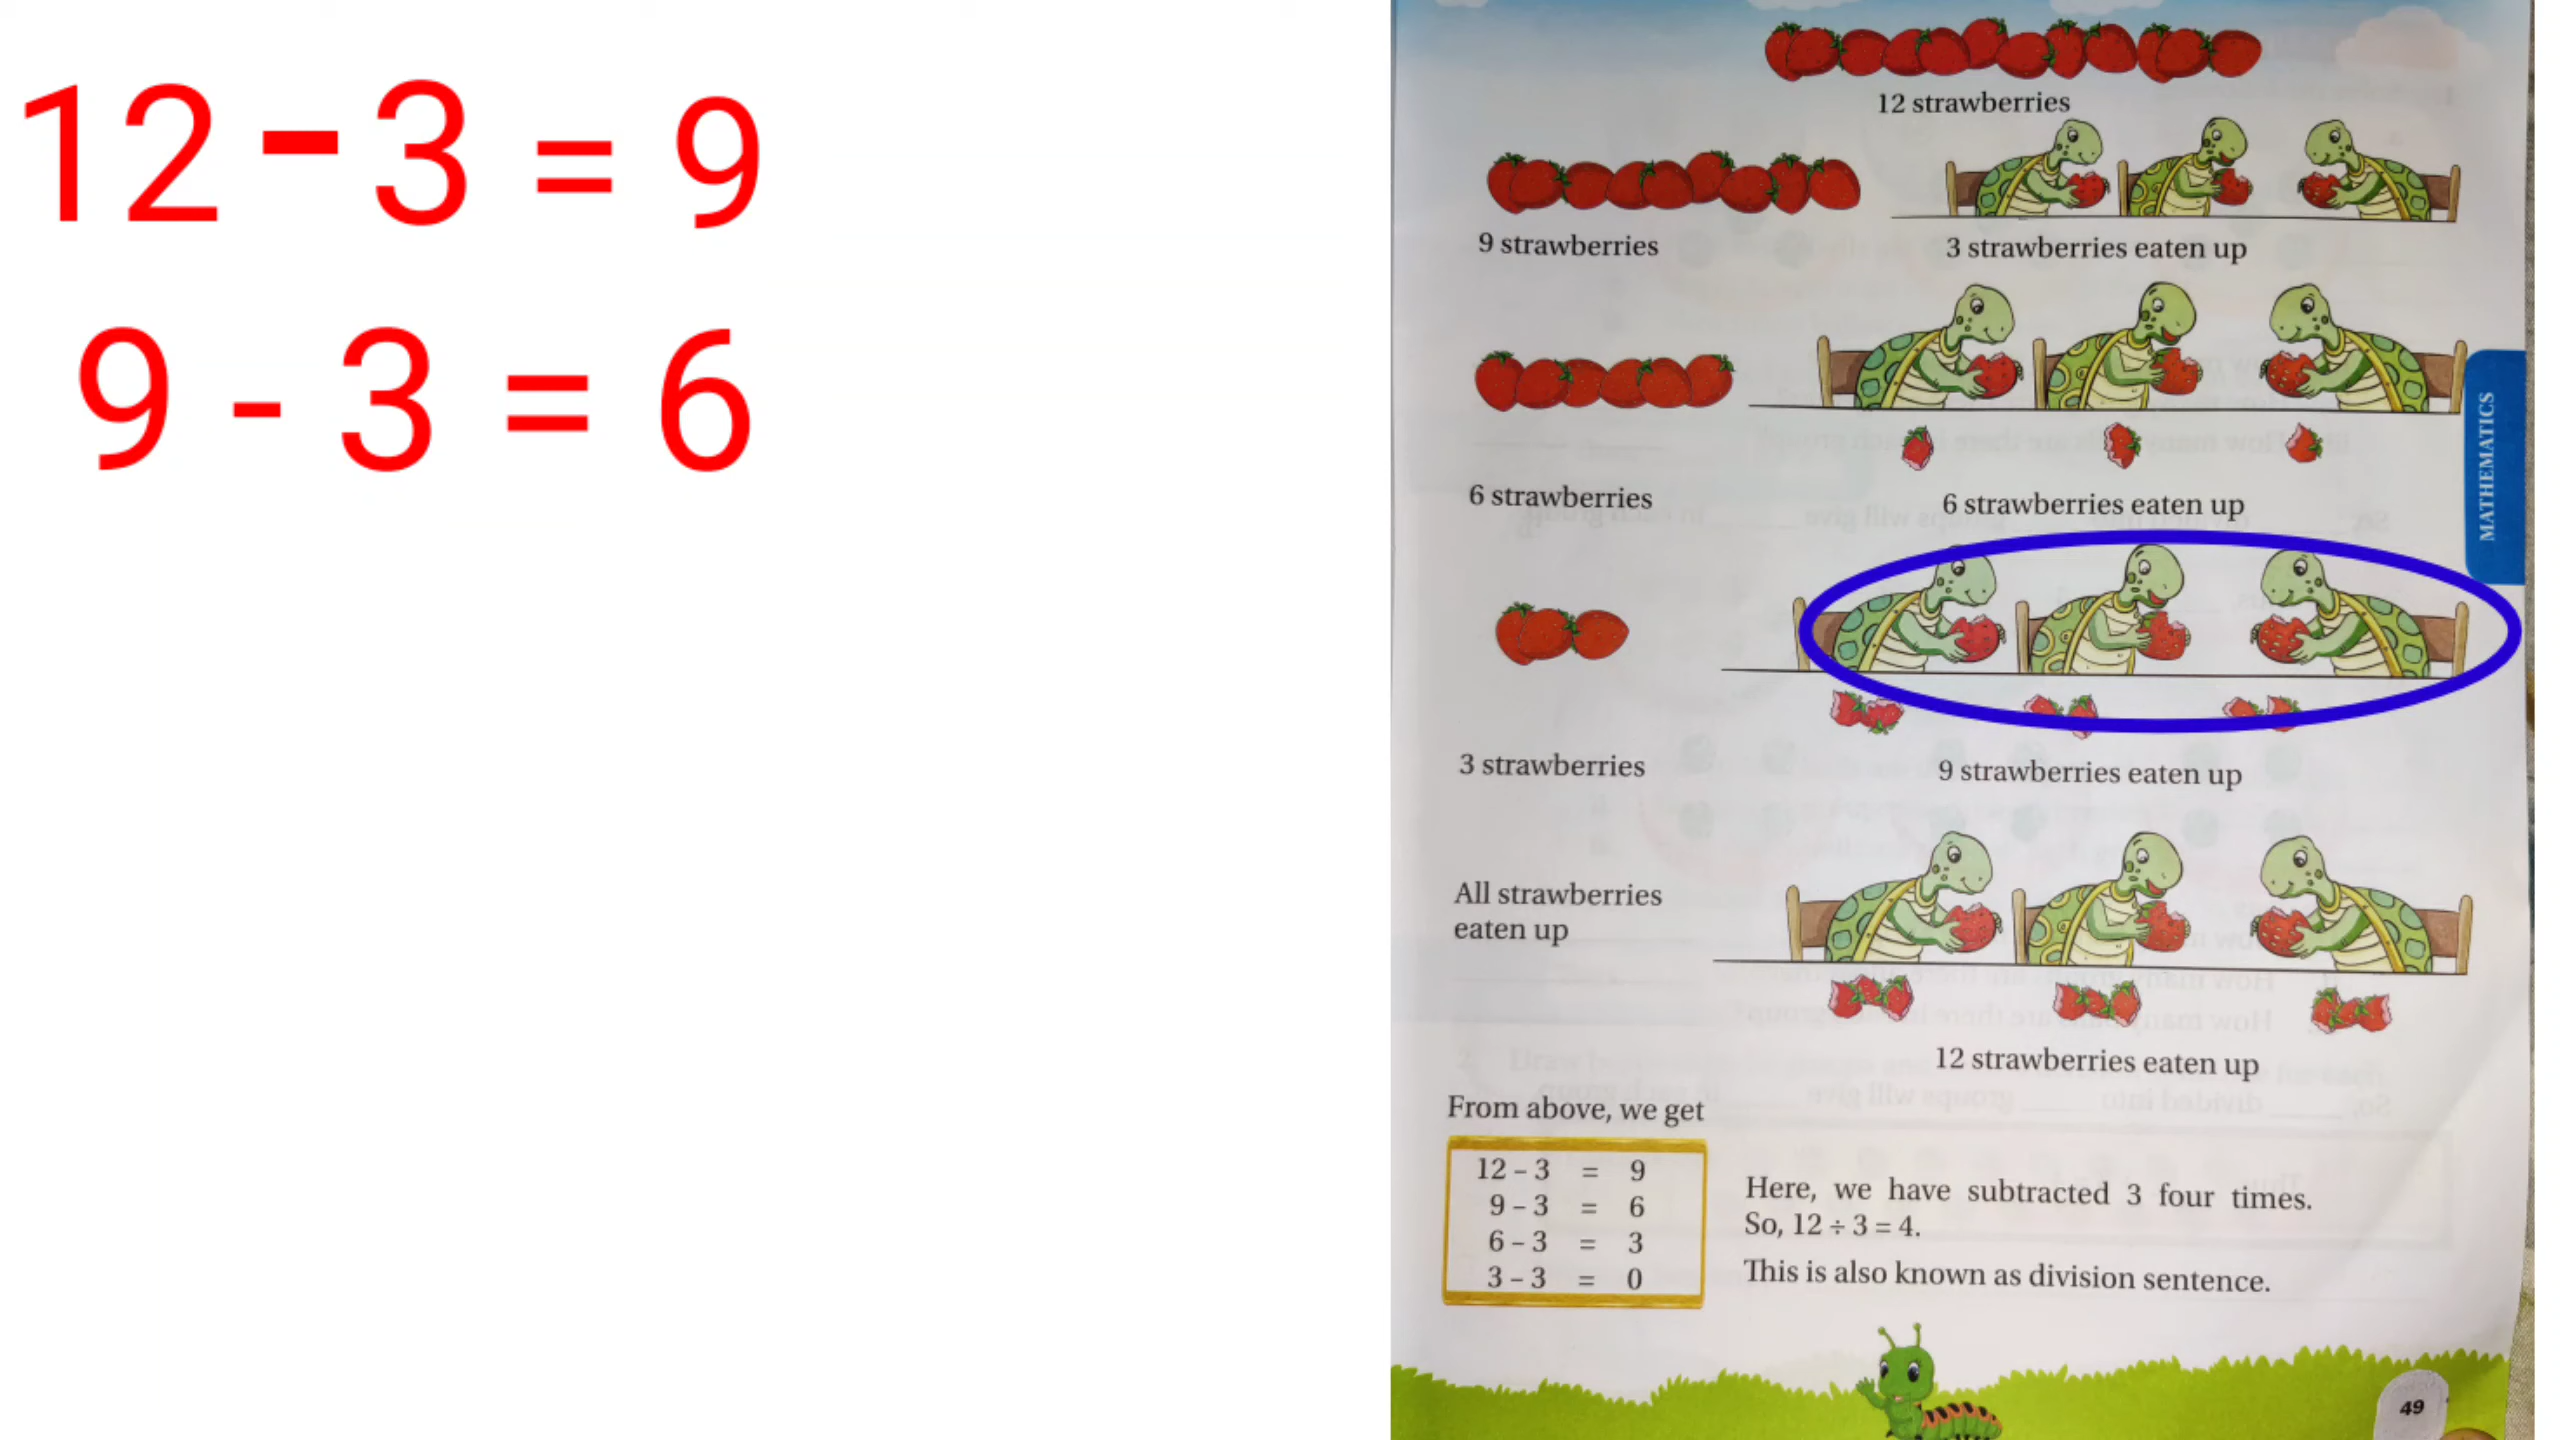 12 - 3 = 9
9 - 3 = 6
12 strawberries
9 strawberries
3 strawberries eaten up
6 strawberries
6 strawberries eaten up
MATHEMATICS
3 strawberries
9 strawberries eaten up
All strawberries
eaten up
12 strawberries eaten up
From above, we get
12 – 3 = 9
9 – 3 = 6
6 – 3 = 3
3 – 3 = 0
Here, we have subtracted 3 four times.
So, 12 ÷ 3 = 4.
This is also known as division sentence.
49